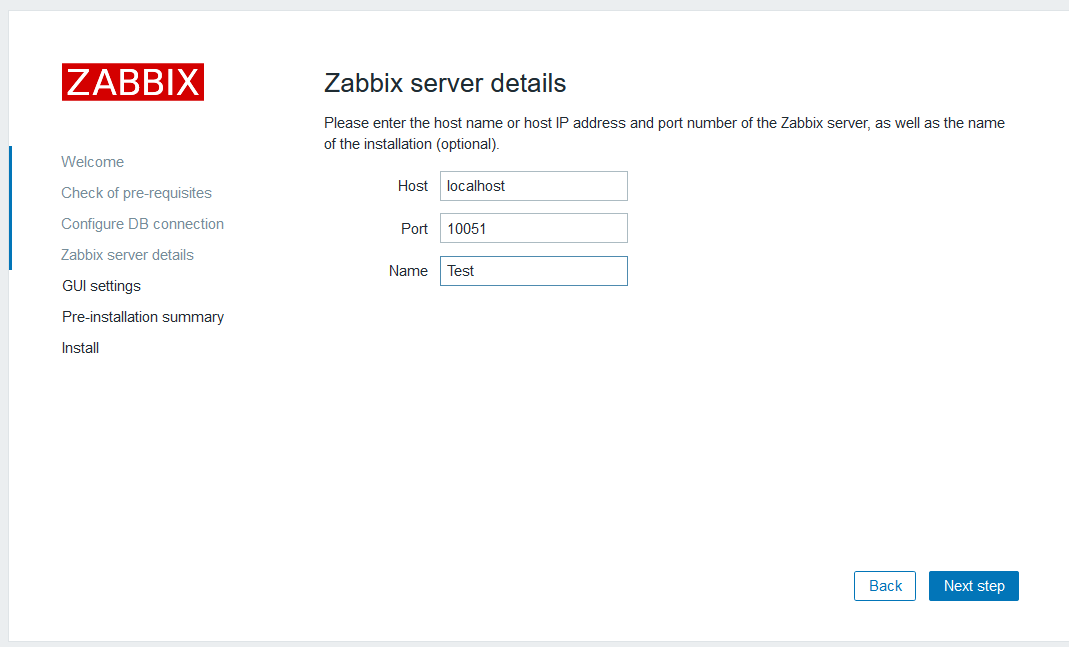 ZABBIX
Welcome
Check of pre-requisites
Configure DB connection
Zabbix server details
GUI settings
Pre-installation summary
Install
Zabbix server details
Please enter the host name or host IP address and port number of the Zabbix server, as well as the name
of the installation (optional).
Host localhost
Port 10051
Name Test
Back Next step